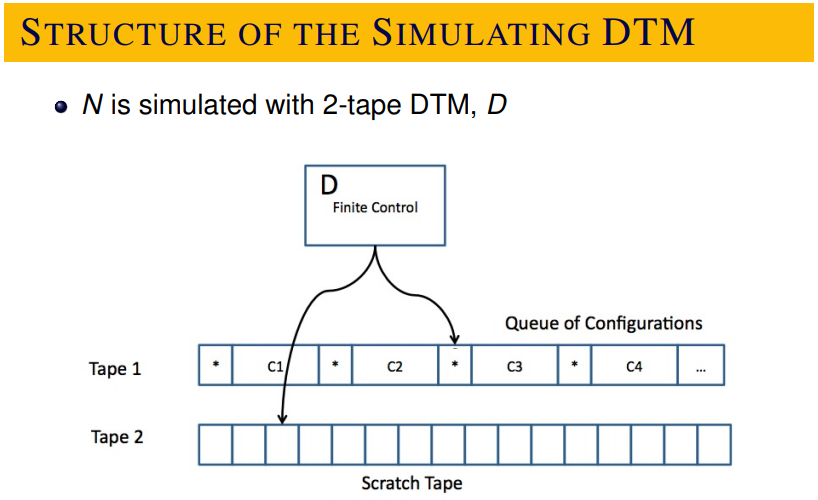 STRUCTURE OF THE SIMULATING DTM
N is simulated with 2-tape DTM, D
D
Finite Control
Queue of Configurations
Tape 1 * C1 * C2 * C3 * C4 ...
Tape 2
Scratch Tape